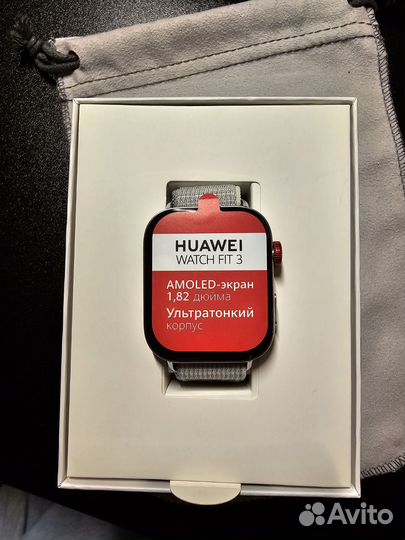 HUAWEI
WATCH FIT 3
AMOLED-экран
1,82 дюйма
Ультратонкий
корпус
Avito